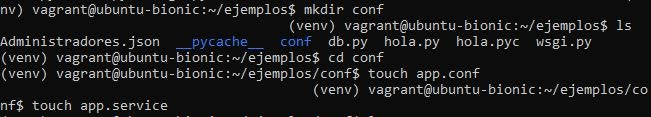 nv) vagrant@ubuntu-bionic:~/ejemplos$ mkdir conf
(venv) vagrant@ubuntu-bionic:~/ejemplos$ ls
Administradores.json  __pycache__  conf  db.py  hola.py  hola.pyc  wsgi.py
(venv) vagrant@ubuntu-bionic:~/ejemplos$ cd conf
(venv) vagrant@ubuntu-bionic:~/ejemplos/conf$ touch app.conf
(venv) vagrant@ubuntu-bionic:~/ejemplos/co
nf$ touch app.service